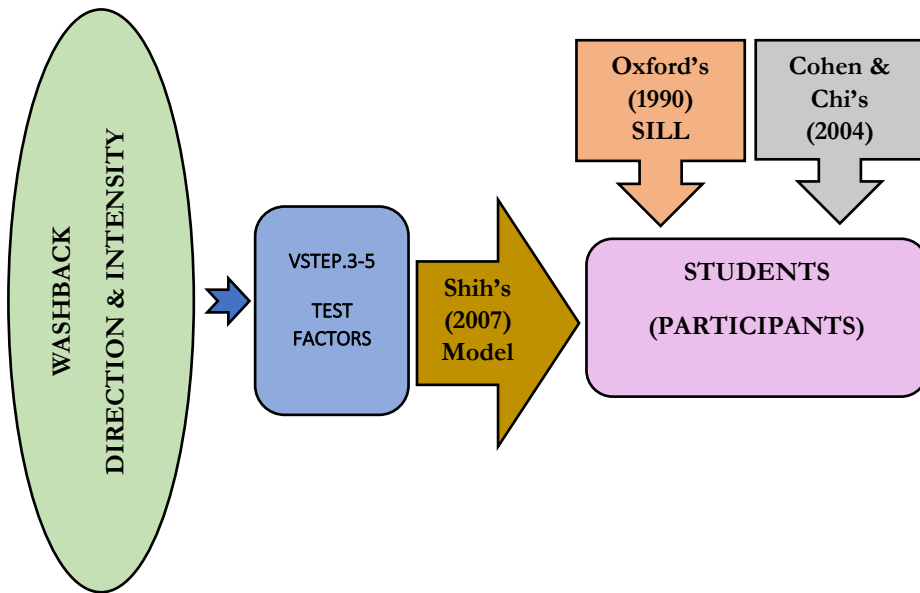 WASHBACK
DIRECTION & INTENSITY
VSTEP.3-5
TEST
FACTORS
Shih's
(2007)
Model
Oxford's
(1990)
SILL
Cohen &
Chi's
(2004)
STUDENTS
(PARTICIPANTS)